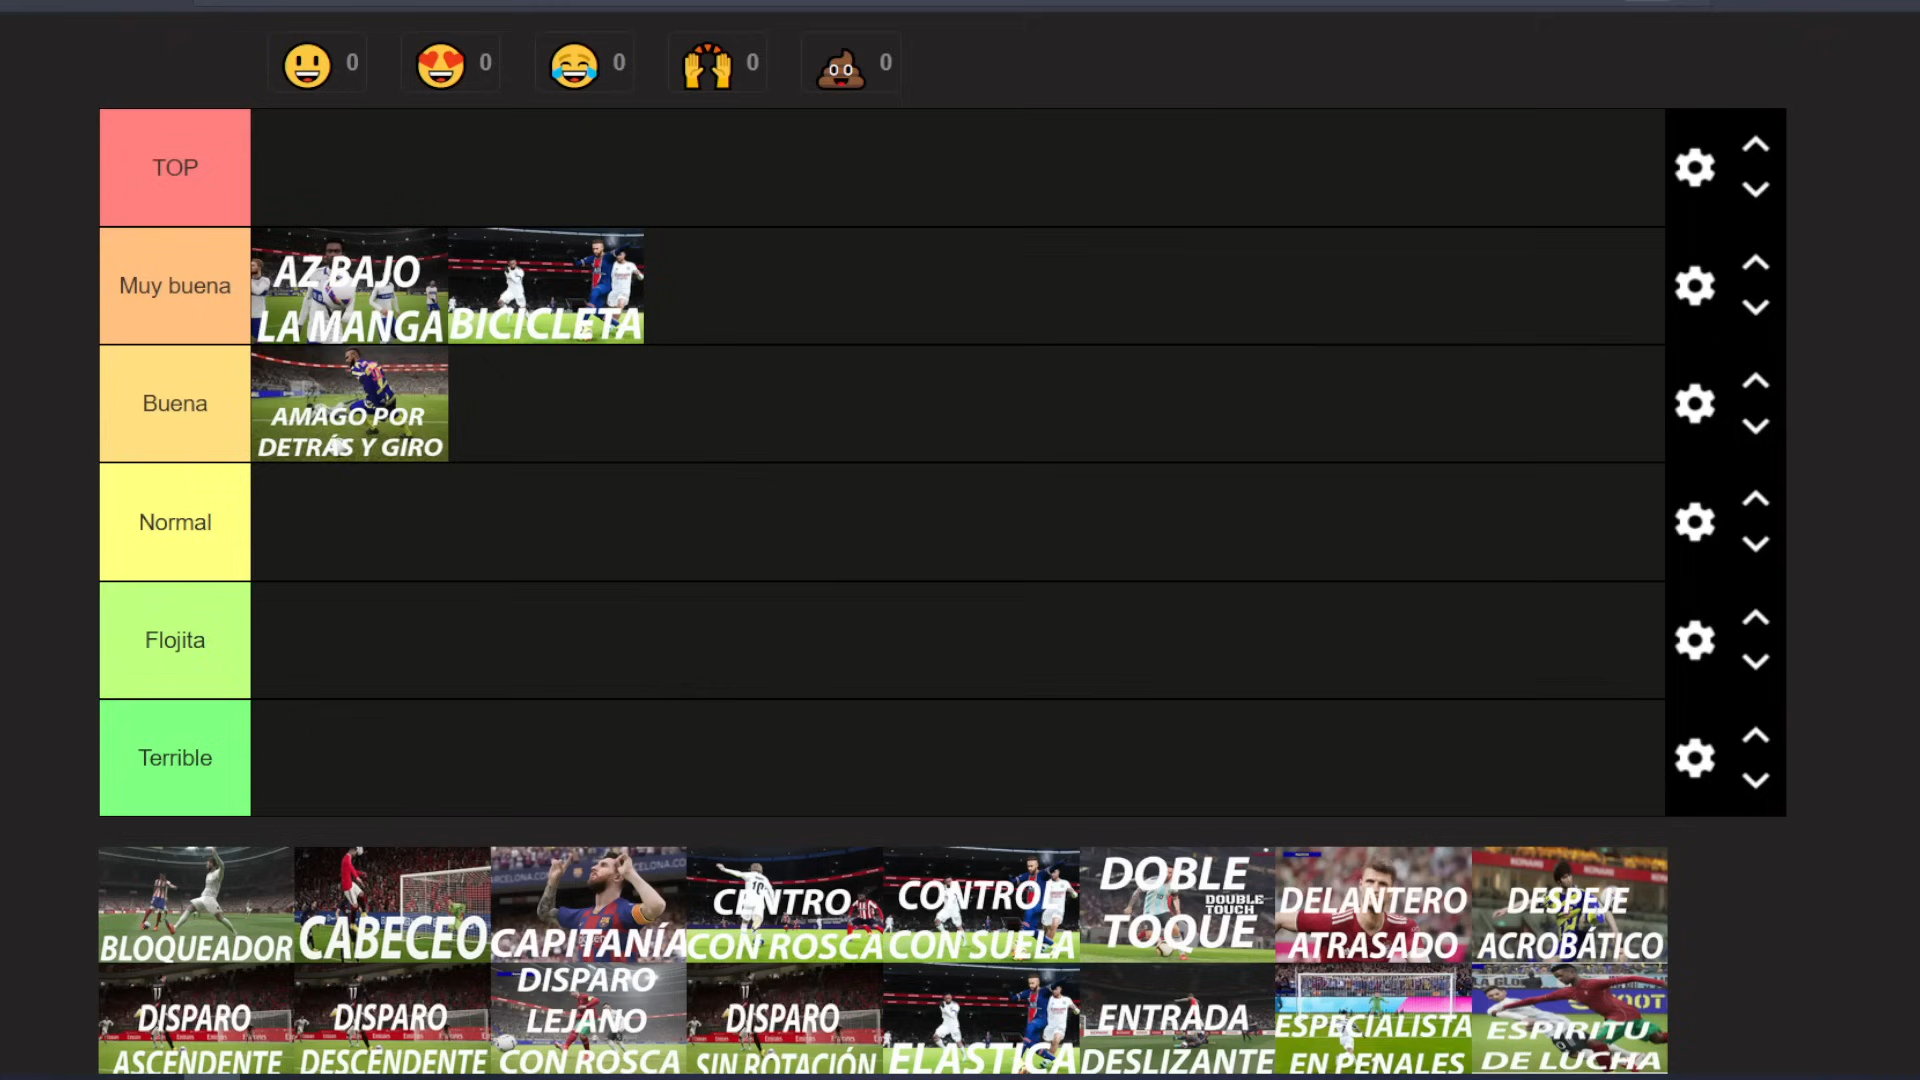 0 0 0 0 0
TOP
Muy buena
AZ BAJO
LA MANGA
BICICLETA
Buena
AMAGO POR
DETRÁS Y GIRO
Normal
Flojita
Terrible
BLOQUEADOR
CABECEO
CAPITANÍA
CENTRO
CON ROSCA
CONTROL
CON SUELA
DOBLE
TOQUE
DOUBLE
TOUCH
DELANTERO
ATRASADO
DESPEJE
ACROBÁTICO
DISPARO
ASCENDENTE
DISPARO
DESCENDENTE
DISPARO
LEJANO
CON ROSCA
DISPARO
SIN ROTACIÓN
ELASTICA
ENTRADA
DESLIZANTE
ESPECIALISTA
EN PENALES
ESPIRITU
DE LUCHA